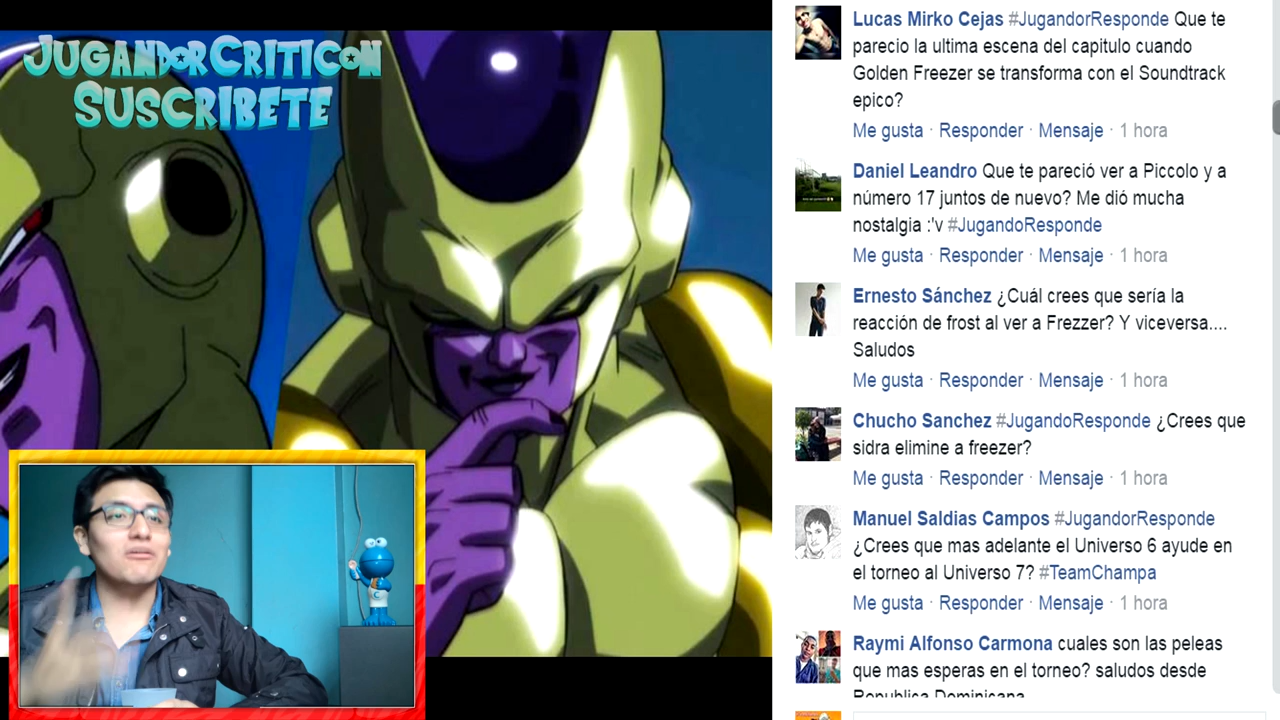 JUGANDORCRITICON
SUSCRIBETE
Lucas Mirko Cejas #JugandorResponde Que te
parecio la ultima escena del capitulo cuando
Golden Freezer se transforma con el Soundtrack
epico?
Me gusta · Responder · Mensaje · 1 hora
Daniel Leandro Que te pareció ver a Piccolo y a
número 17 juntos de nuevo? Me dió mucha
nostalgia :'v #JugandoResponde
Me gusta · Responder · Mensaje · 1 hora
Ernesto Sánchez ¿Cuál crees que sería la
reacción de frost al ver a Frezzer? Y viceversa....
Saludos
Me gusta · Responder · Mensaje · 1 hora
Chucho Sanchez #JugandoResponde ¿Crees que
sidra elimine a freezer?
Me gusta · Responder · Mensaje · 1 hora
Manuel Saldias Campos #JugandorResponde
¿Crees que mas adelante el Universo 6 ayude en
el torneo al Universo 7? #TeamChampa
Me gusta · Responder · Mensaje · 1 hora
Raymi Alfonso Carmona cuales son las peleas
que mas esperas en el torneo? saludos desde
Republica Dominicana